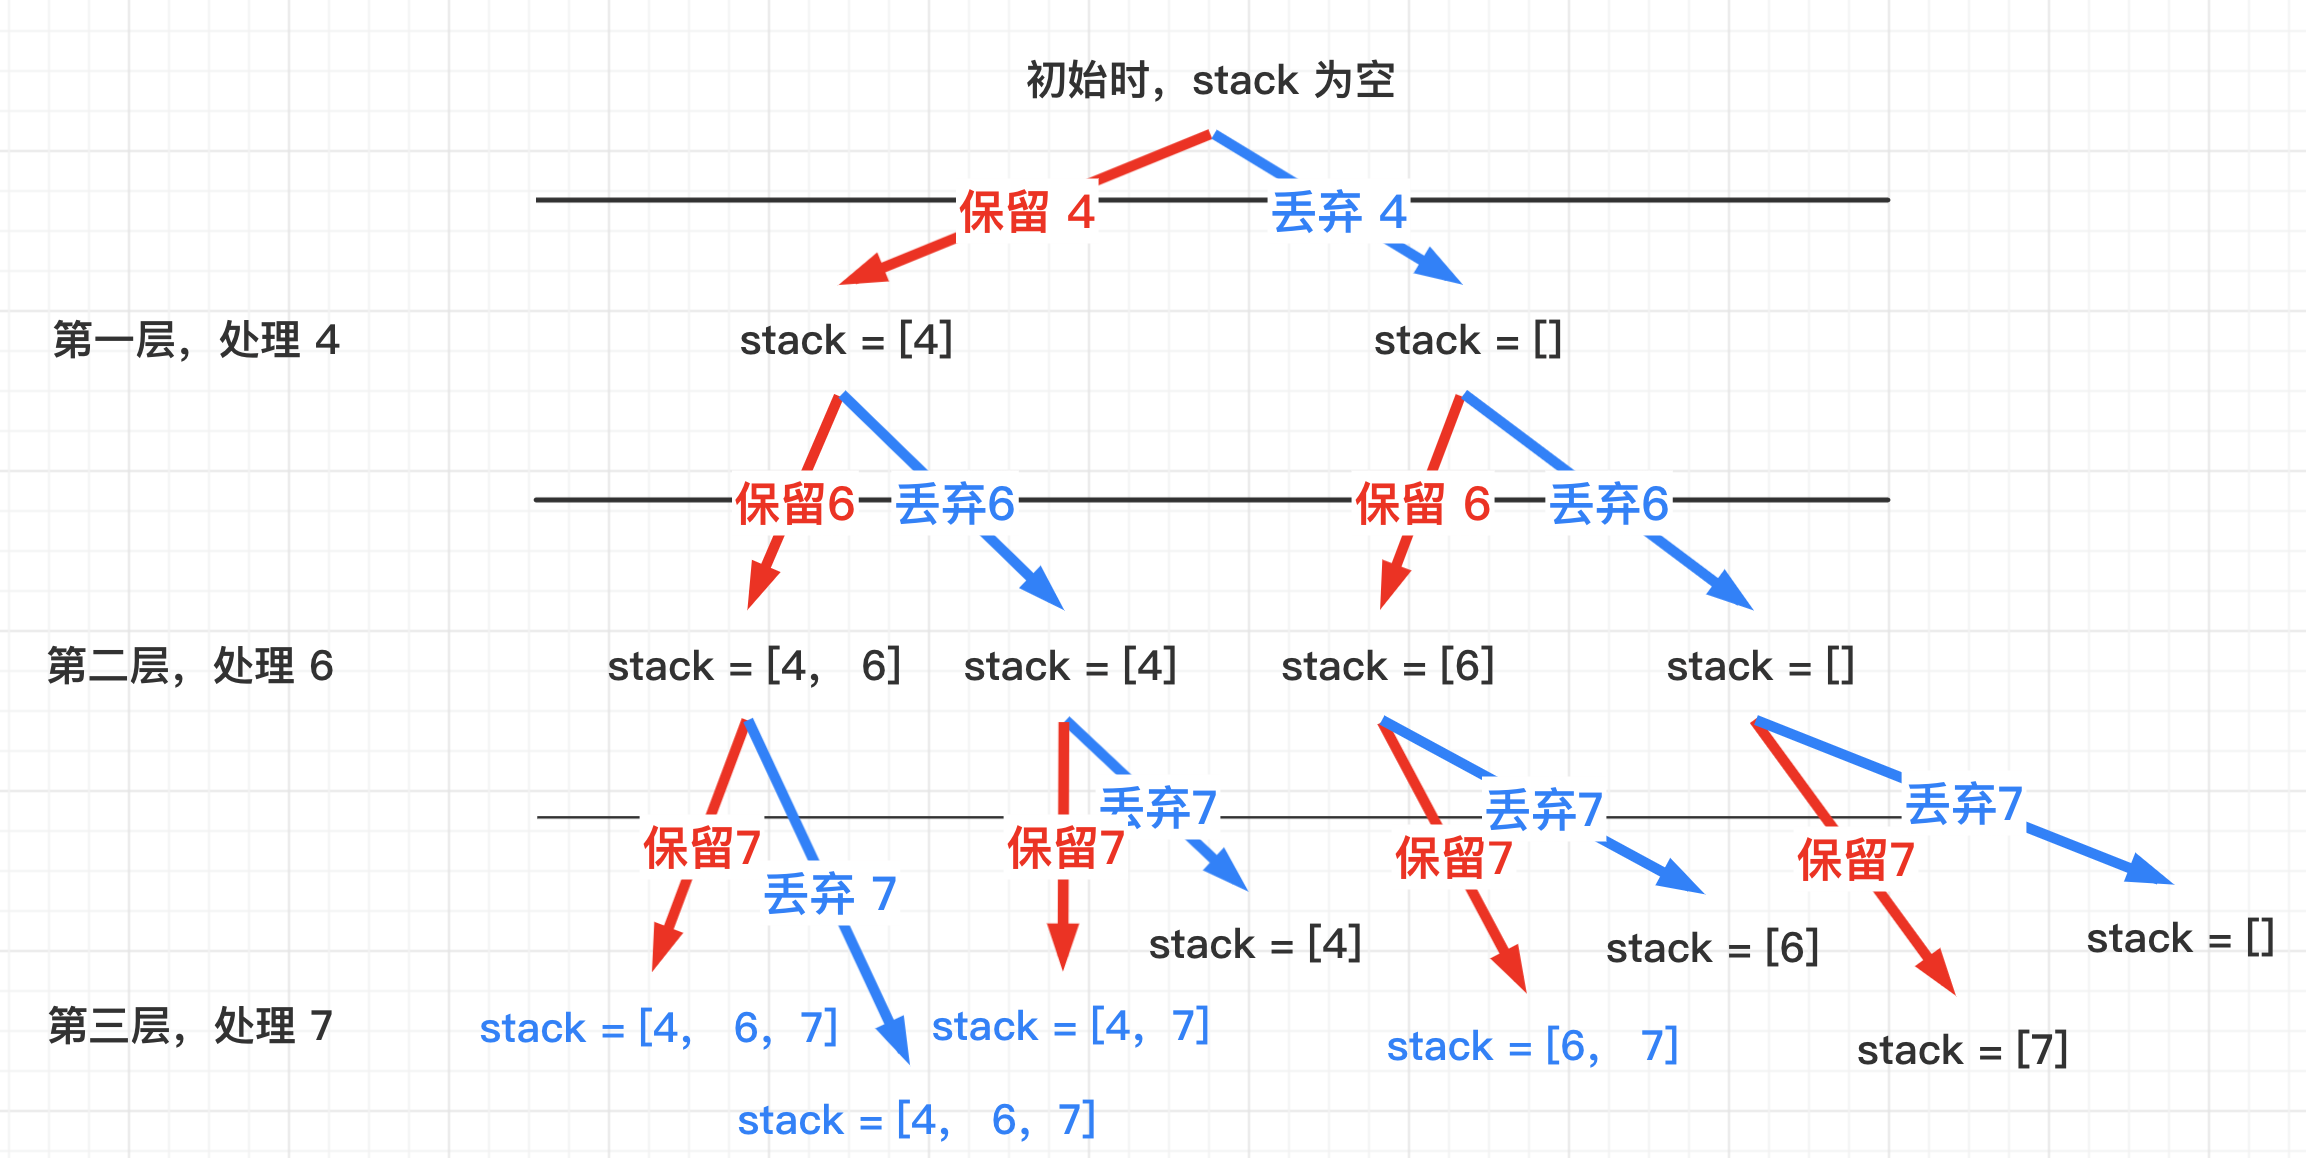 初始时，stack 为空
保留 4
丢弃 4
第一层，处理 4
stack = [4]
stack = []
保留6
丢弃6
保留 6
丢弃6
第二层，处理 6
stack = [4， 6]
stack = [4]
stack = [6]
stack = []
保留7
丢弃 7
保留7
丢弃7
保留7
丢弃7
保留7
丢弃7
stack = [4]
stack = [6]
stack = []
第三层，处理 7
stack = [4， 6，7]
stack = [4，7]
stack = [6， 7]
stack = [7]
stack = [4， 6，7]